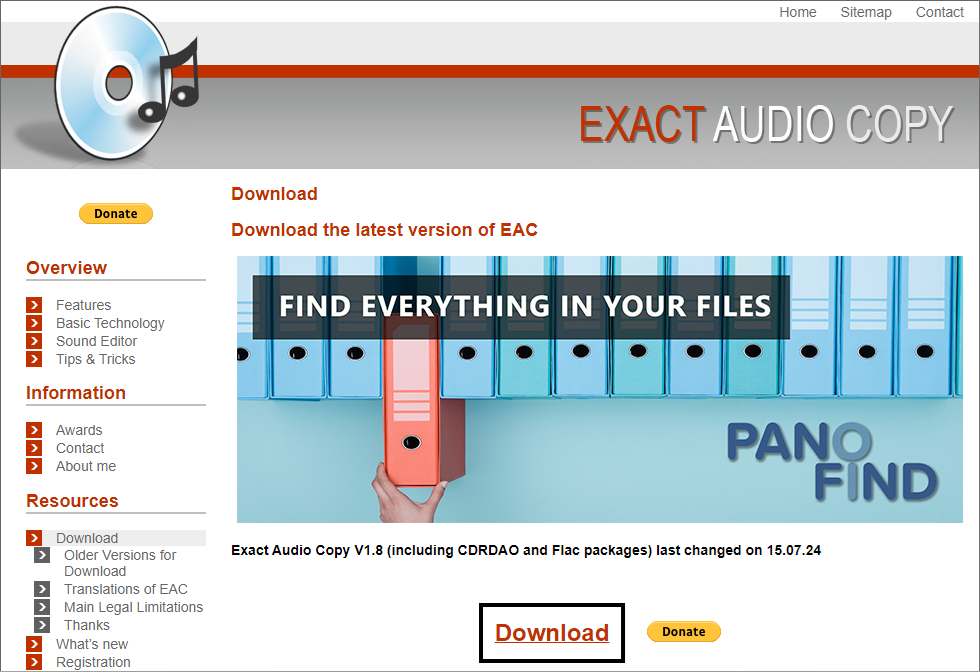 Home Sitemap Contact
EXACT AUDIO COPY
Donate
Overview
Features
Basic Technology
Sound Editor
Tips & Tricks
Information
Awards
Contact
About me
Resources
Download
Older Versions for
Download
Translations of EAC
Main Legal Limitations
Thanks
What's new
Registration
Download
Download the latest version of EAC
FIND EVERYTHING IN YOUR FILES
PANO
FIND
Exact Audio Copy V1.8 (including CDRDAO and Flac packages) last changed on 15.07.24
Download Donate